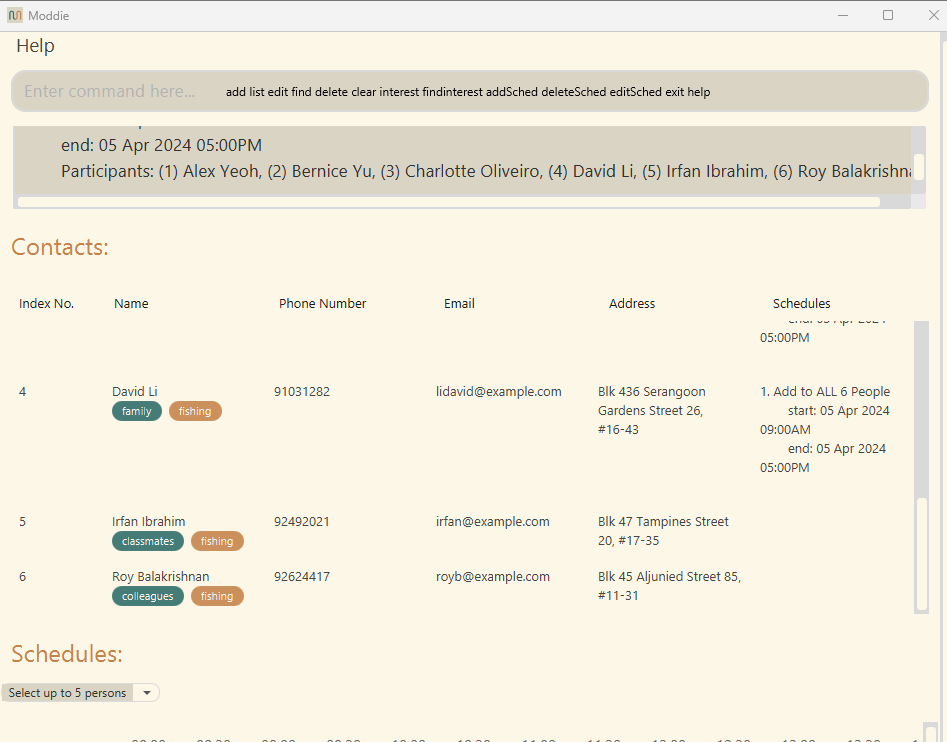 Moddie
Help
Enter command here... add list edit find delete clear interest findinterest addSched deleteSched editSched exit help
end: 05 Apr 2024 05:00PM
Participants: (1) Alex Yeoh, (2) Bernice Yu, (3) Charlotte Oliveiro, (4) David Li, (5) Irfan Ibrahim, (6) Roy Balakrishna
Contacts:
Index No. Name Phone Number Email Address Schedules
end: 05 Apr 2024
05:00PM
4 David Li 91031282 lidavid@example.com Blk 436 Serangoon 1. Add to ALL 6 People
family fishing Gardens Street 26, start: 05 Apr 2024
#16-43 09:00AM
end: 05 Apr 2024
05:00PM
5 Irfan Ibrahim 92492021 irfan@example.com Blk 47 Tampines Street
classmates fishing 20, #17-35
6 Roy Balakrishnan 92624417 royb@example.com Blk 45 Aljunied Street 85,
colleagues fishing #11-31
Schedules:
Select up to 5 persons